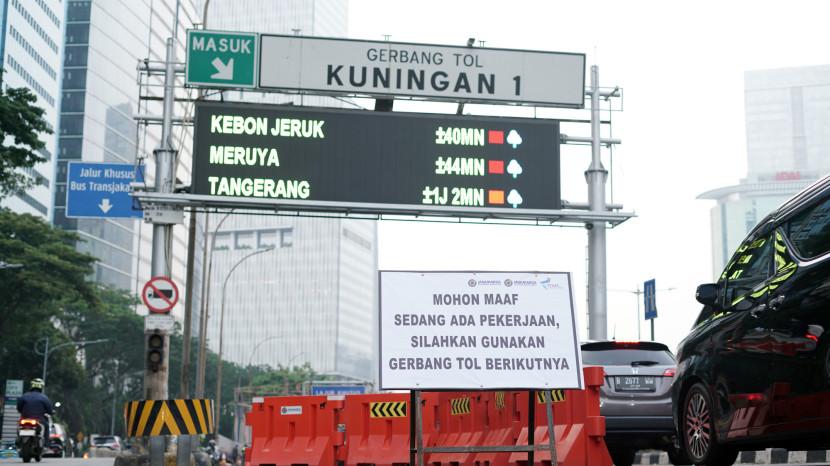 MASUK
GERBANG TOL
KUNINGAN 1
KEBON JERUK ±40MN
MERUYA ±44MN
TANGERANG ±1J 2MN
Jalur Khusus
Bus Transjakarta
MOHON MAAF
SEDANG ADA PEKERJAAN,
SILAHKAN GUNAKAN
GERBANG TOL BERIKUTNYA